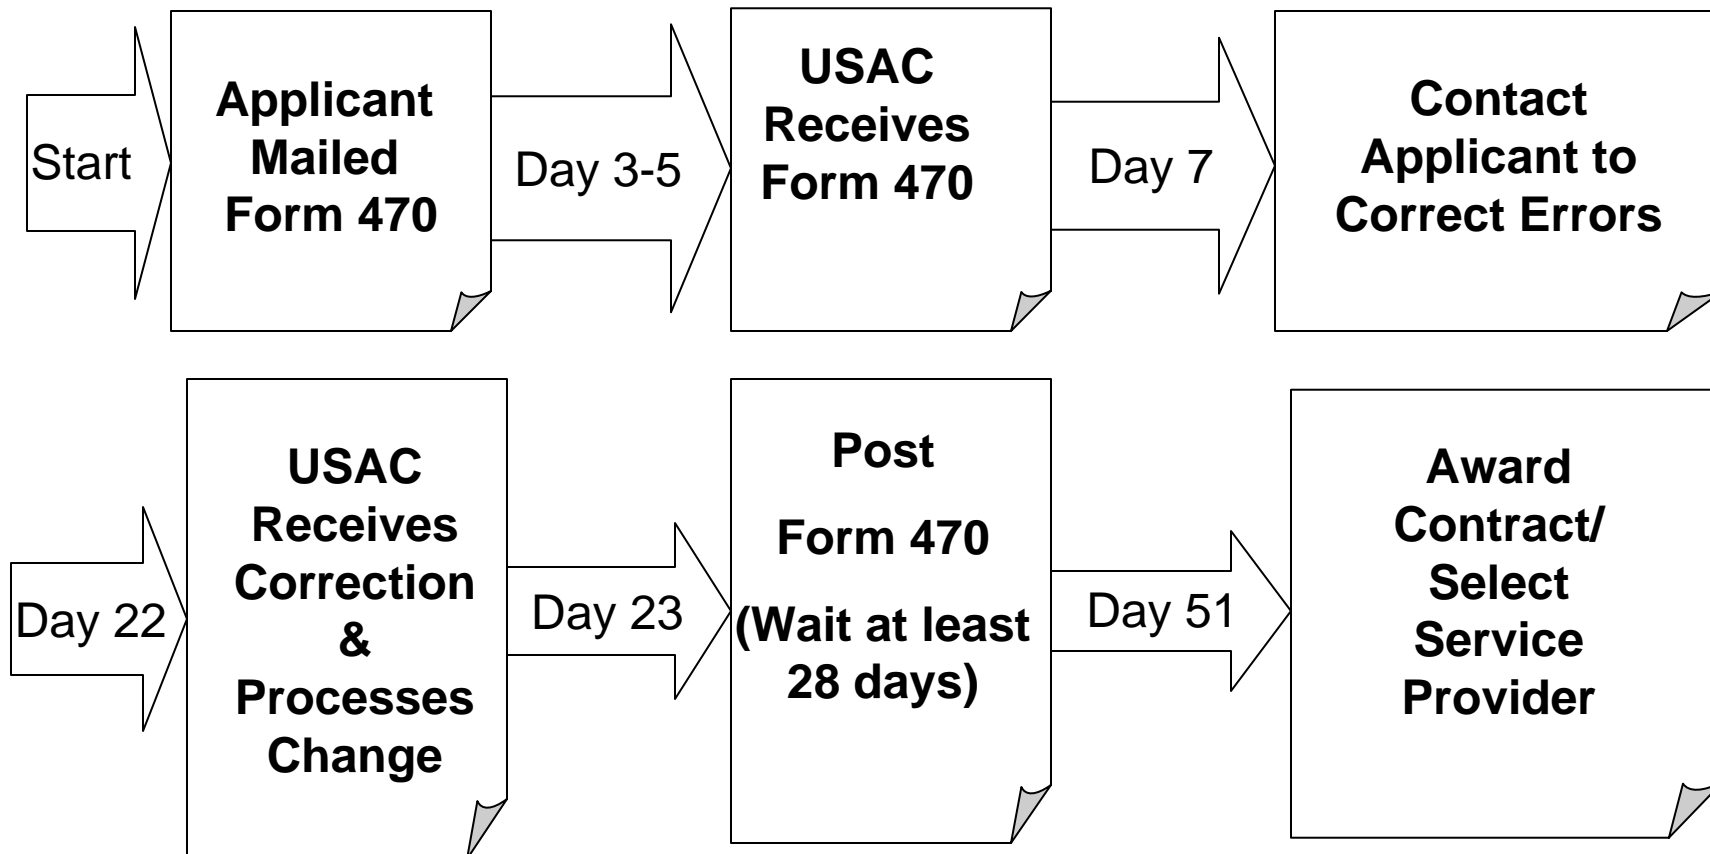 Start
Applicant
Mailed
Form 470
Day 3-5
USAC
Receives
Form 470
Day 7
Contact
Applicant to
Correct Errors
Day 22
USAC
Receives
Correction
&
Processes
Change
Day 23
Post
Form 470
(Wait at least
28 days)
Day 51
Award
Contract/
Select
Service
Provider